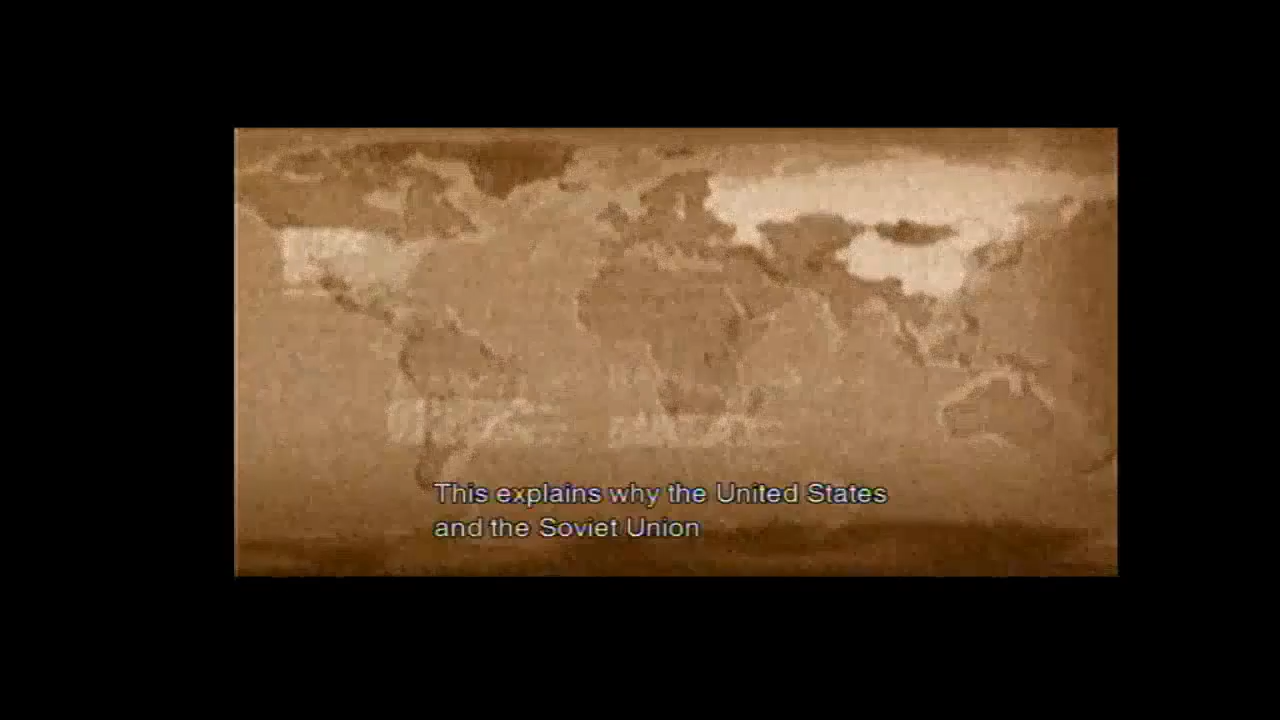 This explains why the United States
and the Soviet Union